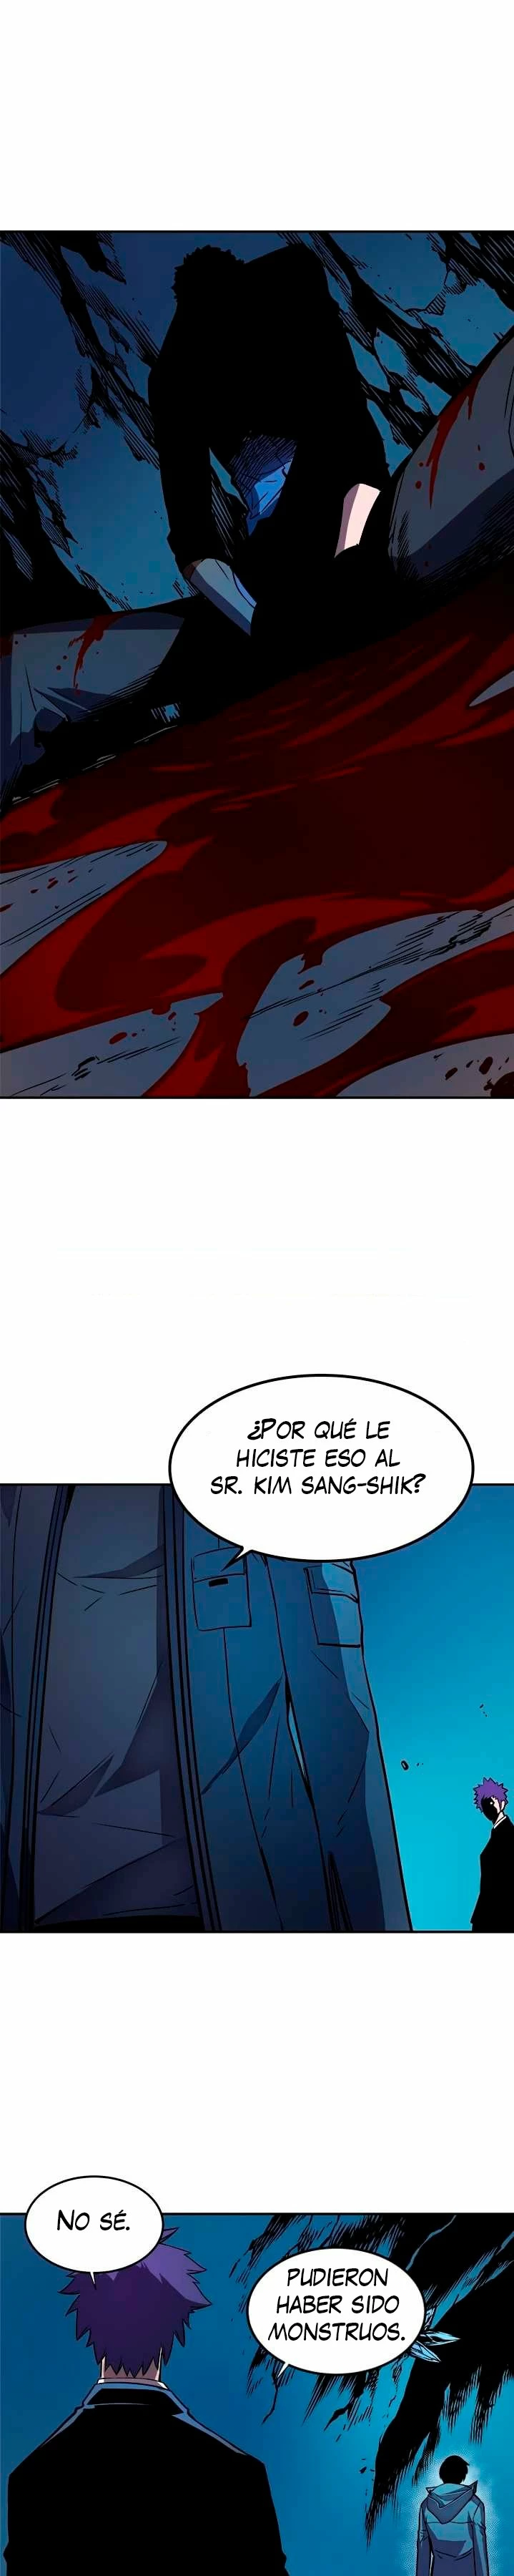 ¿POR QUÉ LE
HICISTE ESO AL
SR. KIM SANG-SHIK?
NO SÉ.
PUDIERON
HABER SIDO
MONSTRUOS.